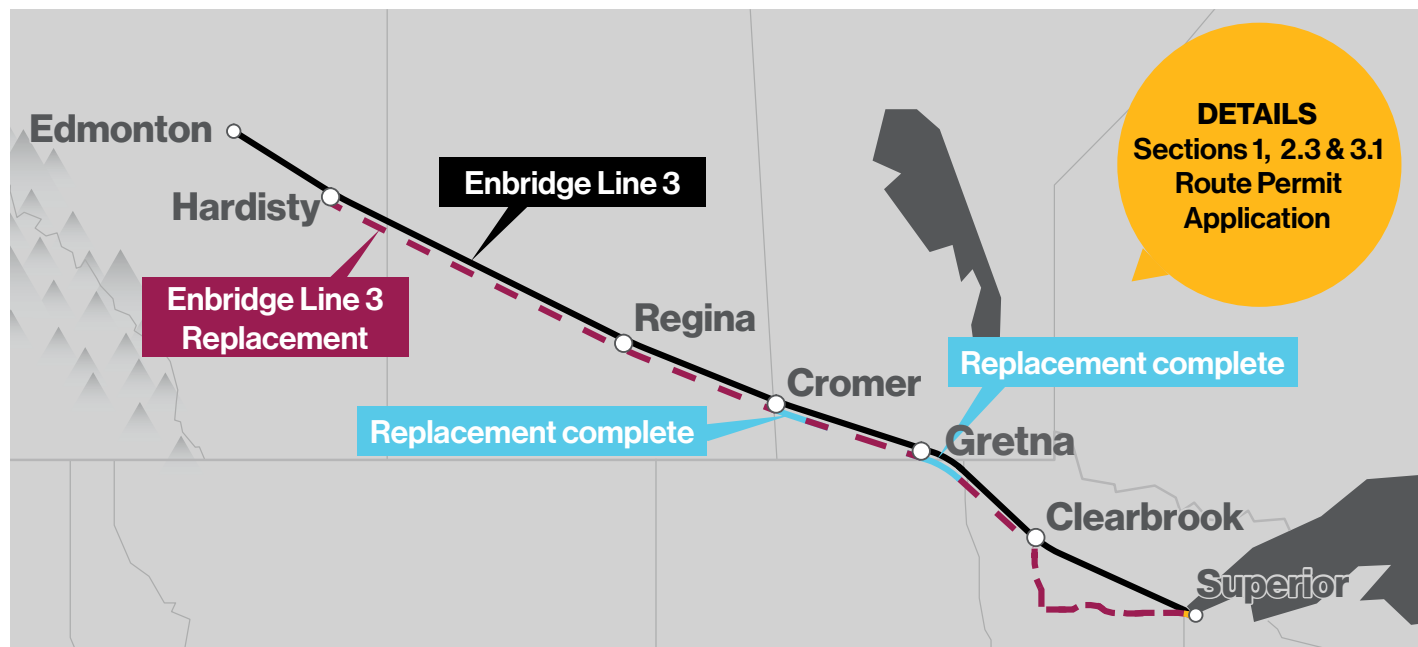 DETAILS
Sections 1, 2.3 & 3.1
Route Permit
Application
Edmonton
Enbridge Line 3
Hardisty
Enbridge Line 3
Replacement
Regina
Replacement complete
Cromer
Replacement complete
Gretna
Clearbrook
Superior